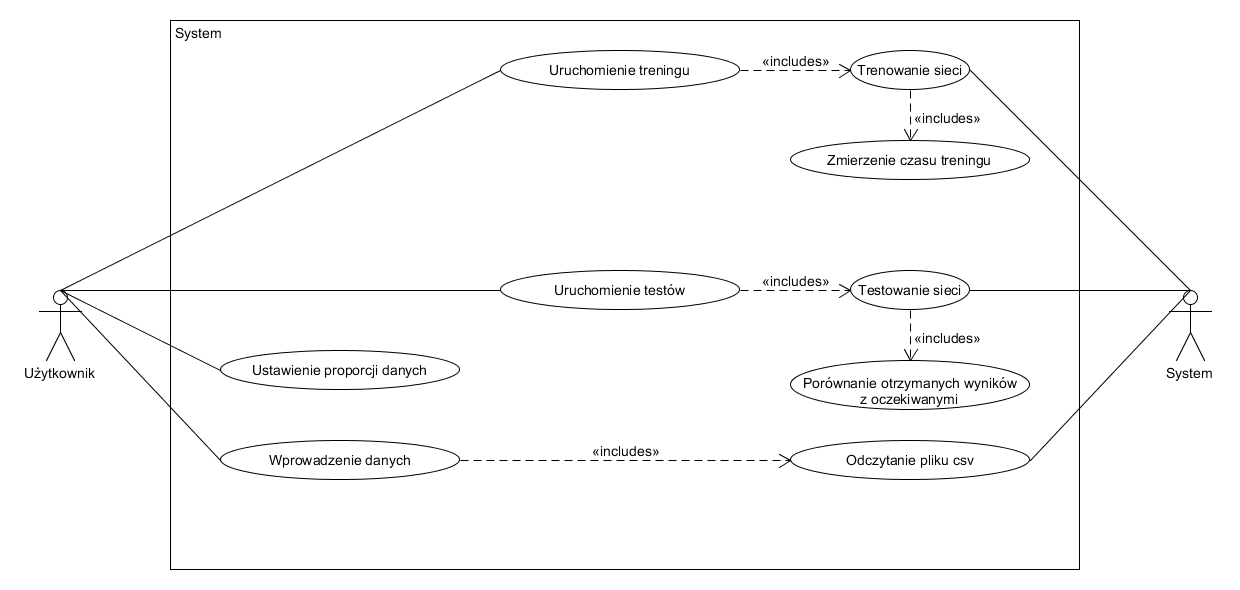 System
Uruchomienie treningu
«includes»
Trenowanie sieci
«includes»
Zmierzenie czasu treningu
Uruchomienie testów
«includes»
Testowanie sieci
«includes»
Użytkownik
System
Ustawienie proporcji danych
Porównanie otrzymanych wyników
z oczekiwanymi
Wprowadzenie danych
«includes»
Odczytanie pliku csv